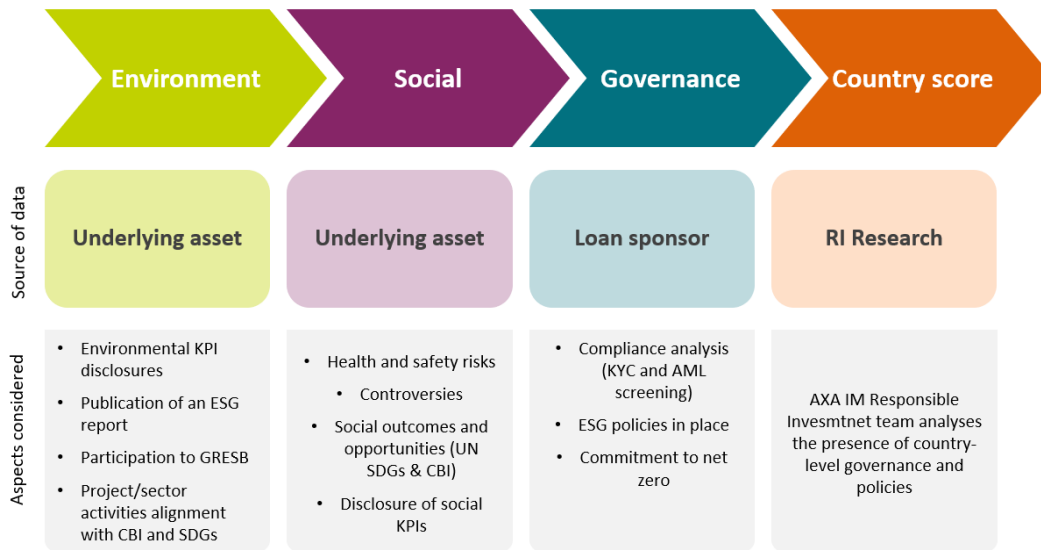 Environment
Social
Governance
Country score
Source of data
Underlying asset
Underlying asset
Loan sponsor
RI Research
Aspects considered
• Environmental KPI
disclosures
• Publication of an ESG
report
• Participation to GRESB
• Project/sector
activities alignment
with CBI and SDGs
• Health and safety risks
• Controversies
• Social outcomes and
opportunities (UN
SDGs & CBI)
• Disclosure of social
KPIs
• Compliance analysis
(KYC and AML
screening)
• ESG policies in place
• Commitment to net
zero
AXA IM Responsible
Invesmtnet team analyses
the presence of country-
level governance and
policies